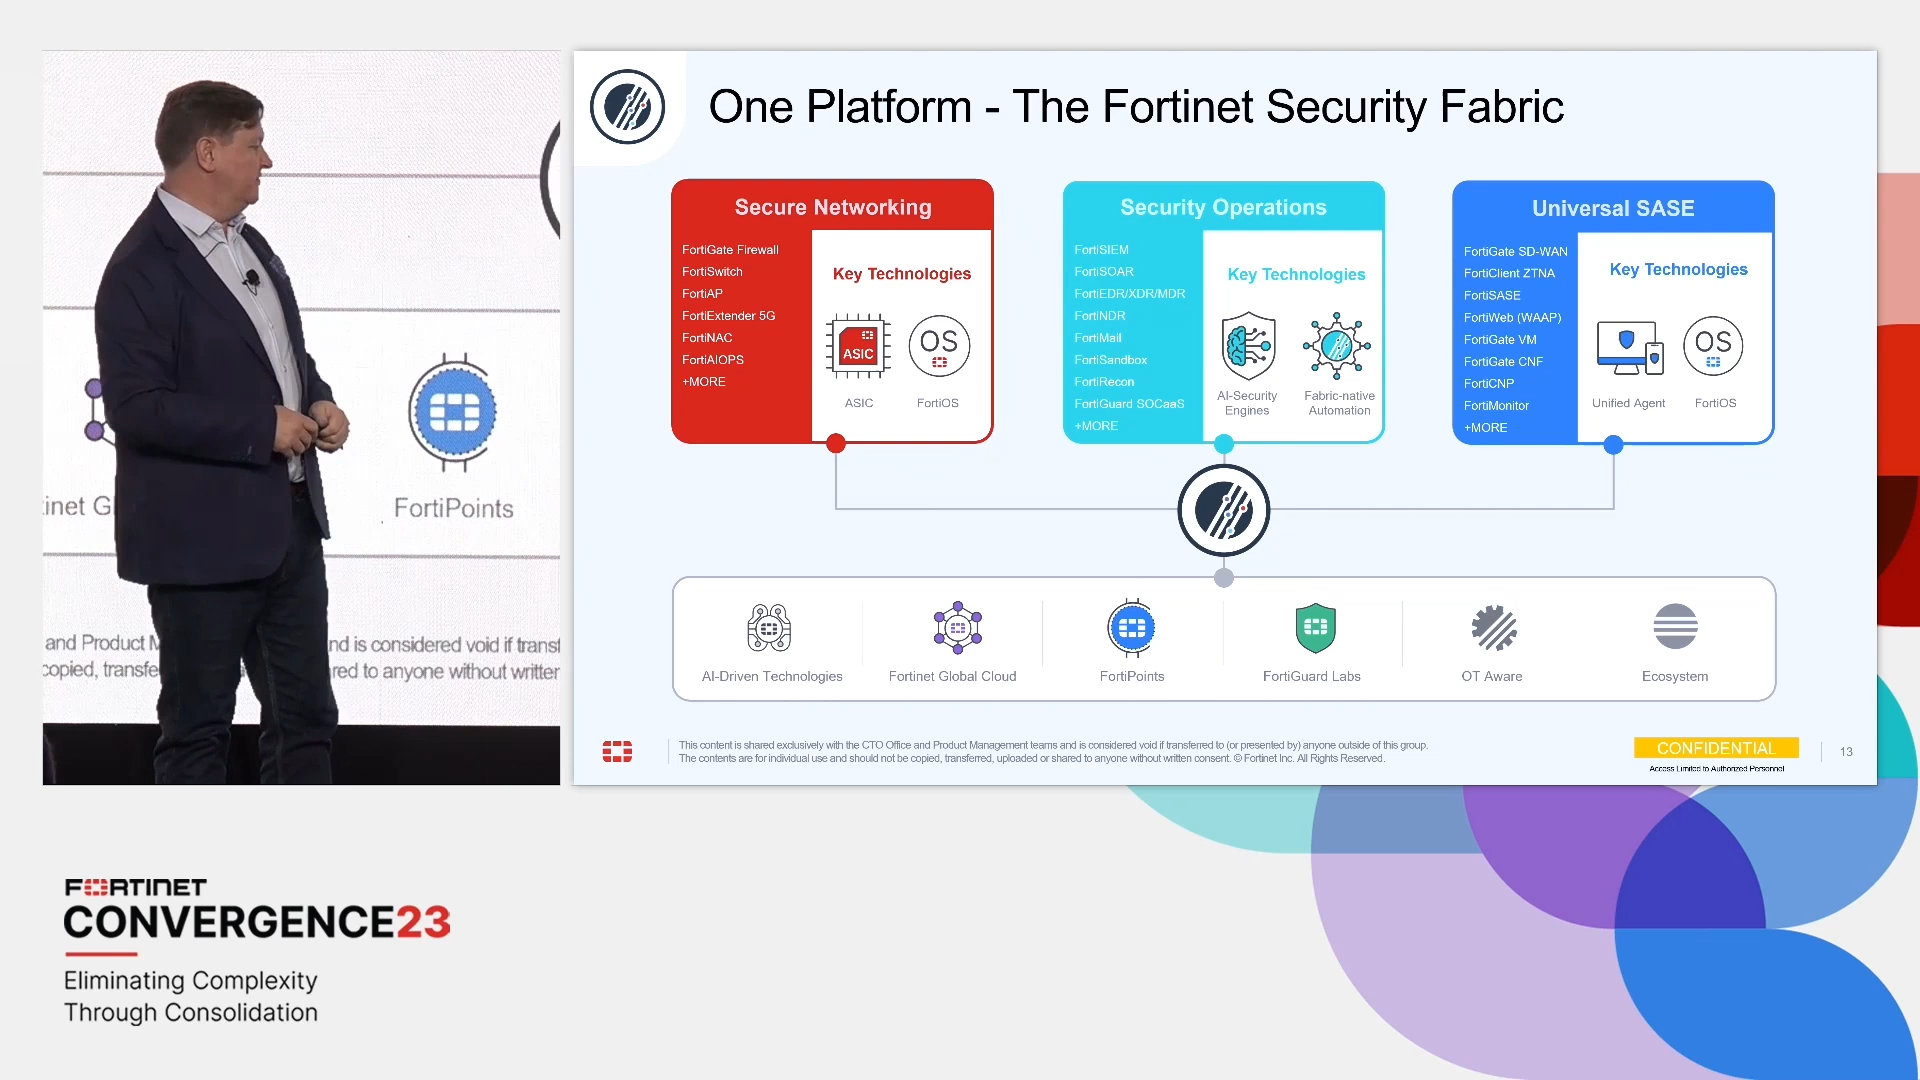 inet Gl
FortiPoints
and Product M
nd is considered void if transf
copied, transfe
red to anyone without written
One Platform - The Fortinet Security Fabric
Secure Networking
FortiGate Firewall
FortiSwitch
FortiAP
FortiExtender 5G
FortiNAC
FortiAIOPS
+MORE
Key Technologies
ASIC
OS
ASIC
FortiOS
Security Operations
FortiSIEM
FortiSOAR
FortiEDR/XDR/MDR
FortiNDR
FortiMail
FortiSandbox
FortiRecon
FortiGuard SOCaaS
+MORE
Key Technologies
AI-Security
Engines
Fabric-native
Automation
Universal SASE
FortiGate SD-WAN
FortiClient ZTNA
FortiSASE
FortiWeb (WAAP)
FortiGate VM
FortiGate CNF
FortiCNP
FortiMonitor
+MORE
Key Technologies
OS
Unified Agent
FortiOS
AI-Driven Technologies
Fortinet Global Cloud
FortiPoints
FortiGuard Labs
OT Aware
Ecosystem
This content is shared exclusively with the CTO Office and Product Management teams and is considered void if transferred to (or presented by) anyone outside of this group.
The contents are for individual use and should not be copied, transferred, uploaded or shared to anyone without written consent. © Fortinet Inc. All Rights Reserved.
CONFIDENTIAL
Access Limited to Authorized Personnel
13
FORTINET
CONVERGENCE23
Eliminating Complexity
Through Consolidation